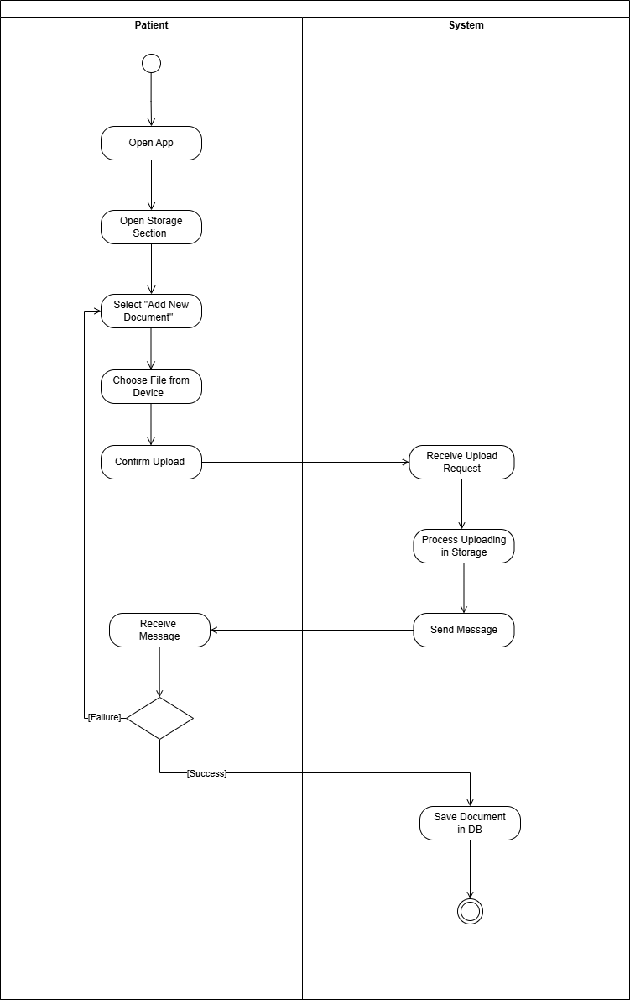 Patient
System
Open App
Open Storage
Section
Select "Add New
Document"
Choose File from
Device
Confirm Upload
Receive Upload
Request
Process Uploading
in Storage
Receive
Message
Send Message
[Failure]
[Success]
Save Document
in DB